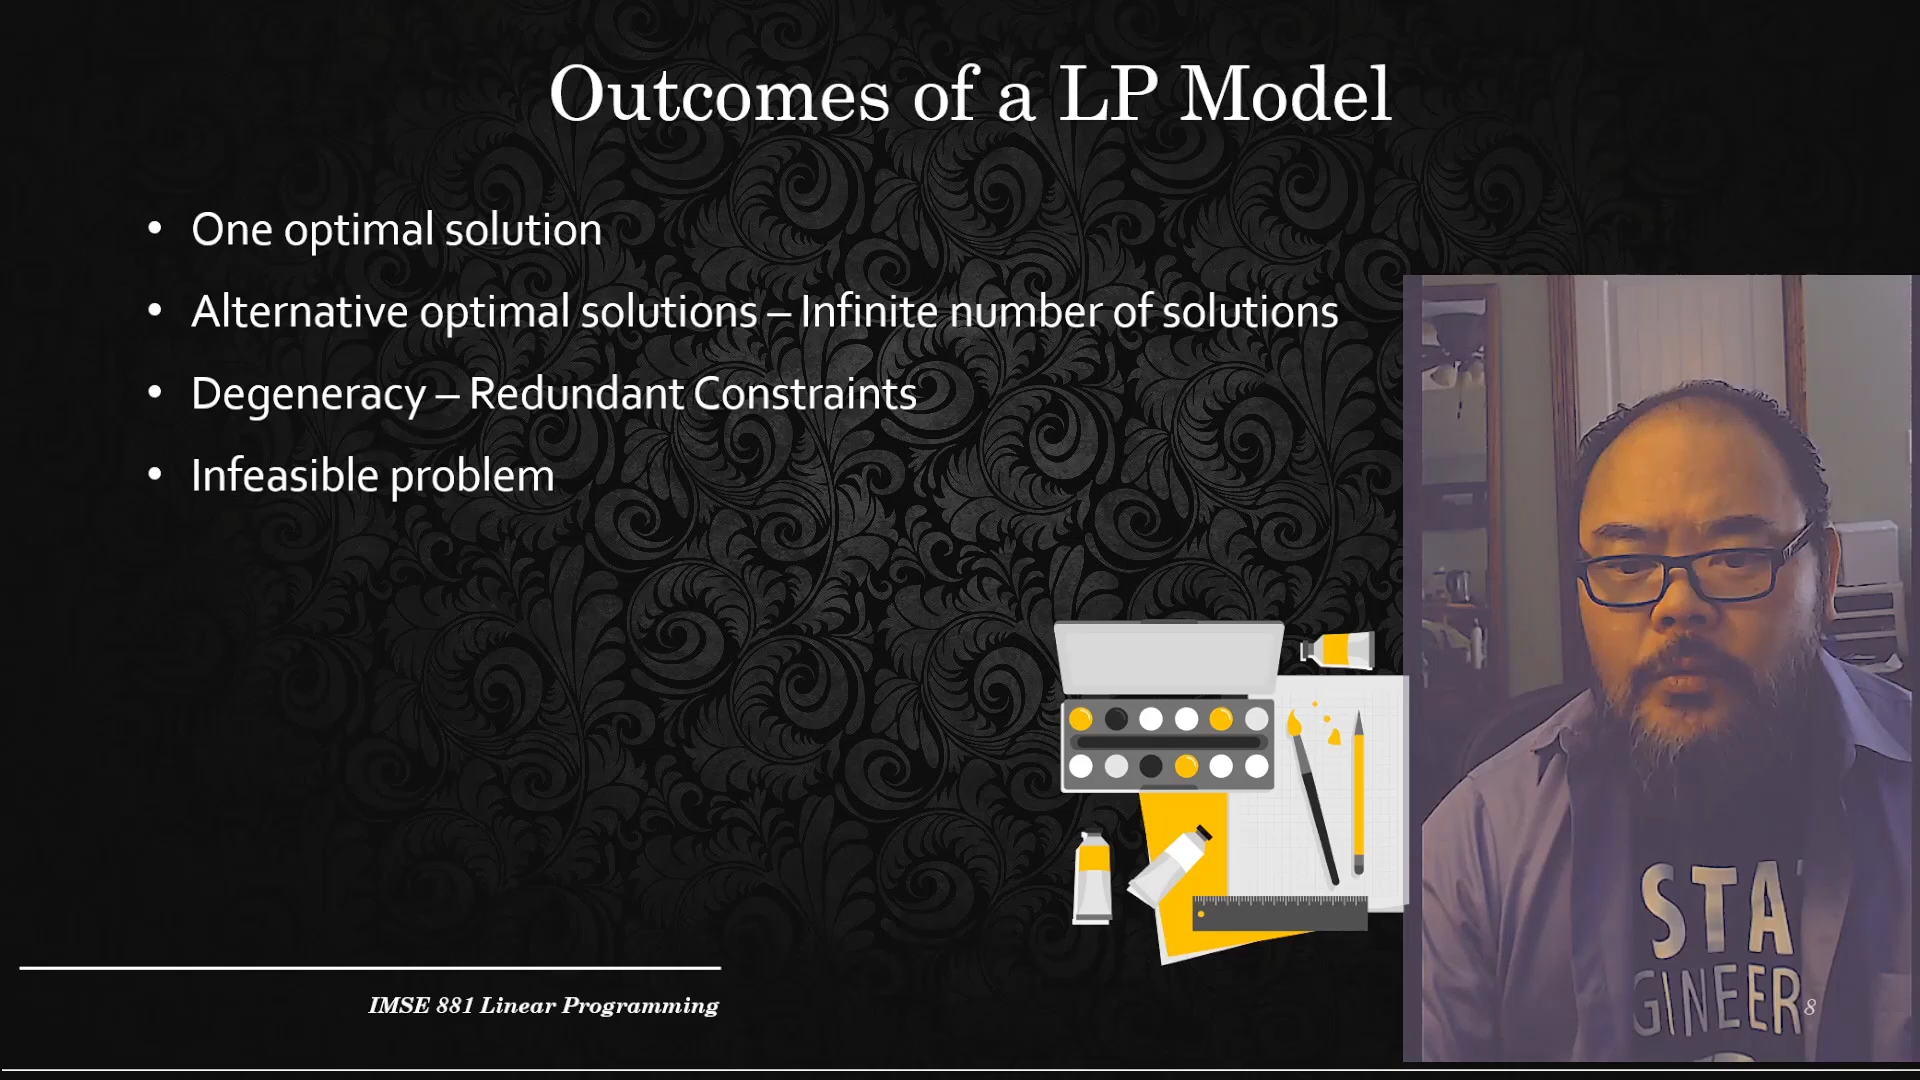 Outcomes of a LP Model
• One optimal solution
• Alternative optimal solutions – Infinite number of solutions
• Degeneracy – Redundant Constraints
• Infeasible problem
STA
GINEER
IMSE 881 Linear Programming
8